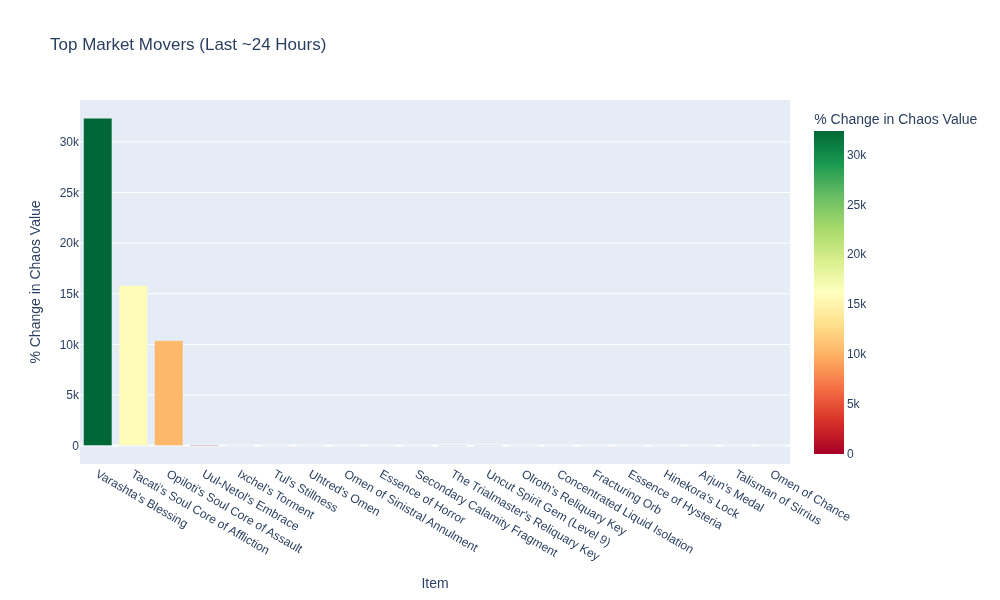 Top Market Movers (Last ~24 Hours)
% Change in Chaos Value
30k
25k
20k
15k
10k
5k
0
Varashta's Blessing
Tacati's Soul Core of Affliction
Opiloti's Soul Core of Assault
Uul-Netol's Embrace
Ixchel's Torment
Tul's Stillness
Uhtred's Omen
Omen of Sinistral Annulment
Essence of Horror
Secondary Calamity Fragment
The Trialmaster's Reliquary Key
Uncut Spirit Gem (Level 9)
Olroth's Reliquary Key
Concentrated Liquid Isolation
Fracturing Orb
Essence of Hysteria
Hinekora's Lock
Arjun's Medal
Talisman of Sirrius
Omen of Chance
Item
% Change in Chaos Value
30k
25k
20k
15k
10k
5k
0